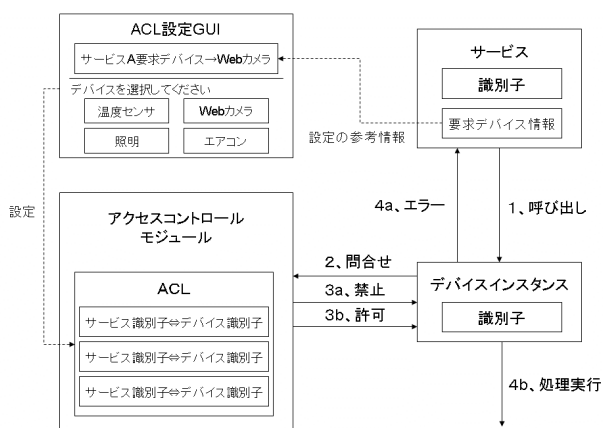 ACL設定GUI
サービスA要求デバイス→Webカメラ
デバイスを選択してください
温度センサ
Webカメラ
照明
エアコン
サービス
識別子
要求デバイス情報
設定の参考情報
設定
4a、エラー
1、呼び出し
アクセスコントロール
モジュール
ACL
サービス識別子⇔デバイス識別子
サービス識別子⇔デバイス識別子
サービス識別子⇔デバイス識別子
2、問合せ
3a、禁止
3b、許可
デバイスインスタンス
識別子
4b、処理実行